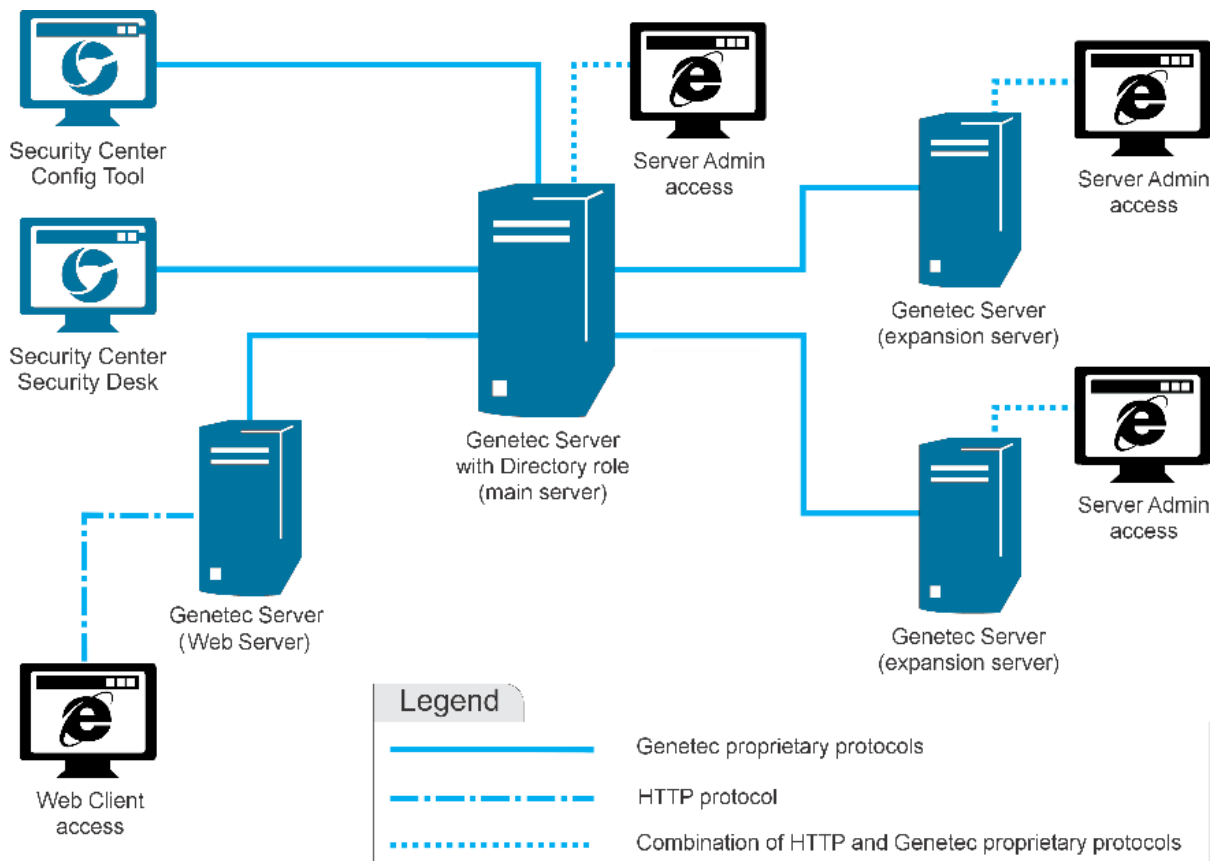 Security Center
Config Tool
Server Admin
access
Server Admin
access
Security Center
Security Desk
Genetec Server
(expansion server)
Genetec Server
with Directory role
(main server)
Server Admin
access
Genetec Server
(Web Server)
Genetec Server
(expansion server)
Web Client
access
Legend
Genetec proprietary protocols
HTTP protocol
Combination of HTTP and Genetec proprietary protocols